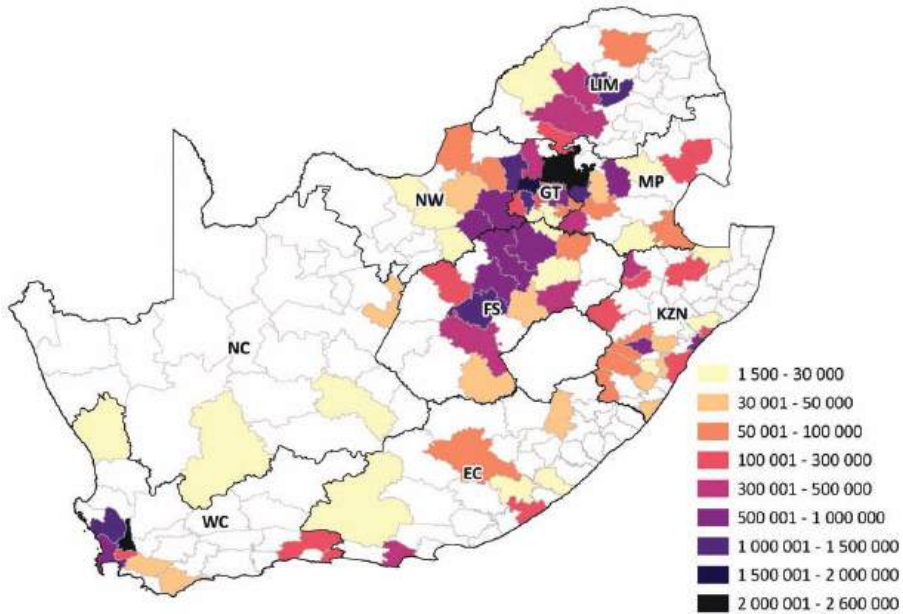 LIM
NW
GT
MP
FS
KZN
NC
EC
WC
1 500 - 30 000
30 001 - 50 000
50 001 - 100 000
100 001 - 300 000
300 001 - 500 000
500 001 - 1 000 000
1 000 001 - 1 500 000
1 500 001 - 2 000 000
2 000 001 - 2 600 000